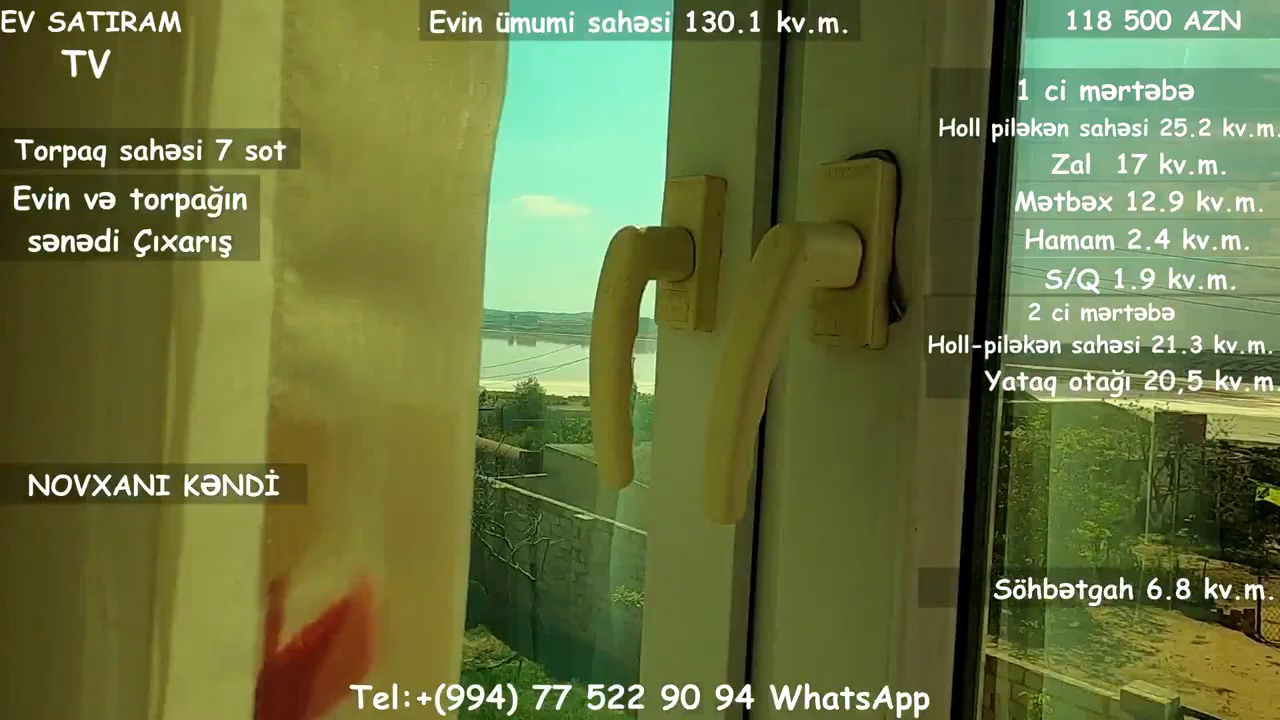 EV SATIRAM
TV
Evin ümumi sahəsi 130.1 kv.m.
118 500 AZN
Torpaq sahəsi 7 sot
Evin və torpağın
sənədi Çıxarış
NOVXANI KƏNDİ
1 ci mərtəbə
Holl piləkən sahəsi 25.2 kv.m.
Zal 17 kv.m.
Mətbəx 12.9 kv.m.
Hamam 2.4 kv.m.
S/Q 1.9 kv.m.
2 ci mərtəbə
Holl-piləkən sahəsi 21.3 kv.m.
Yataq otağı 20,5 kv.m.
Söhbətgah 6.8 kv.m.
Tel:+(994) 77 522 90 94 WhatsApp